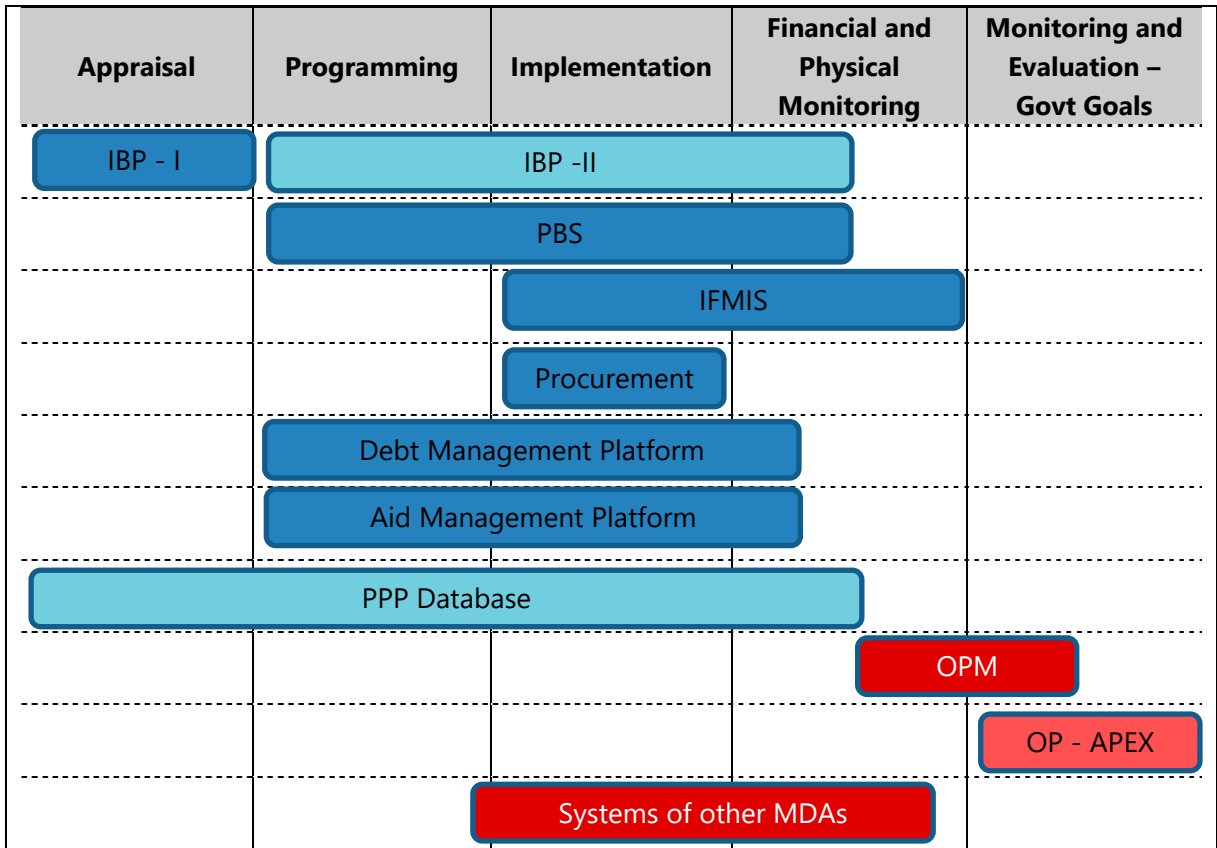 Appraisal
Programming
Implementation
Financial and
Physical
Monitoring
Monitoring and
Evaluation –
Govt Goals
IBP - I
IBP -II
PBS
IFMIS
Procurement
Debt Management Platform
Aid Management Platform
PPP Database
OPM
OP - APEX
Systems of other MDAs